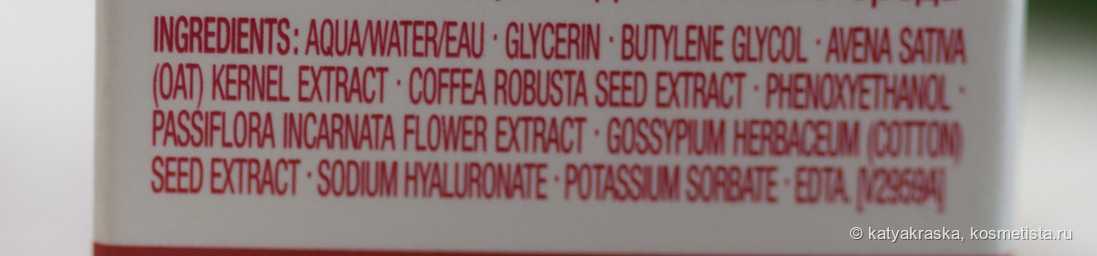 INGREDIENTS: AQUA/WATER/EAU · GLYCERIN · BUTYLENE GLYCOL · AVENA SATIVA
(OAT) KERNEL EXTRACT · COFFEA ROBUSTA SEED EXTRACT · PHENOXYETHANOL ·
PASSIFLORA INCARNATA FLOWER EXTRACT · GOSSYPIUM HERBACEUM (COTTON)
SEED EXTRACT · SODIUM HYALURONATE · POTASSIUM SORBATE · EDTA. [V2969A]
© katyakraska, kosmetista.ru